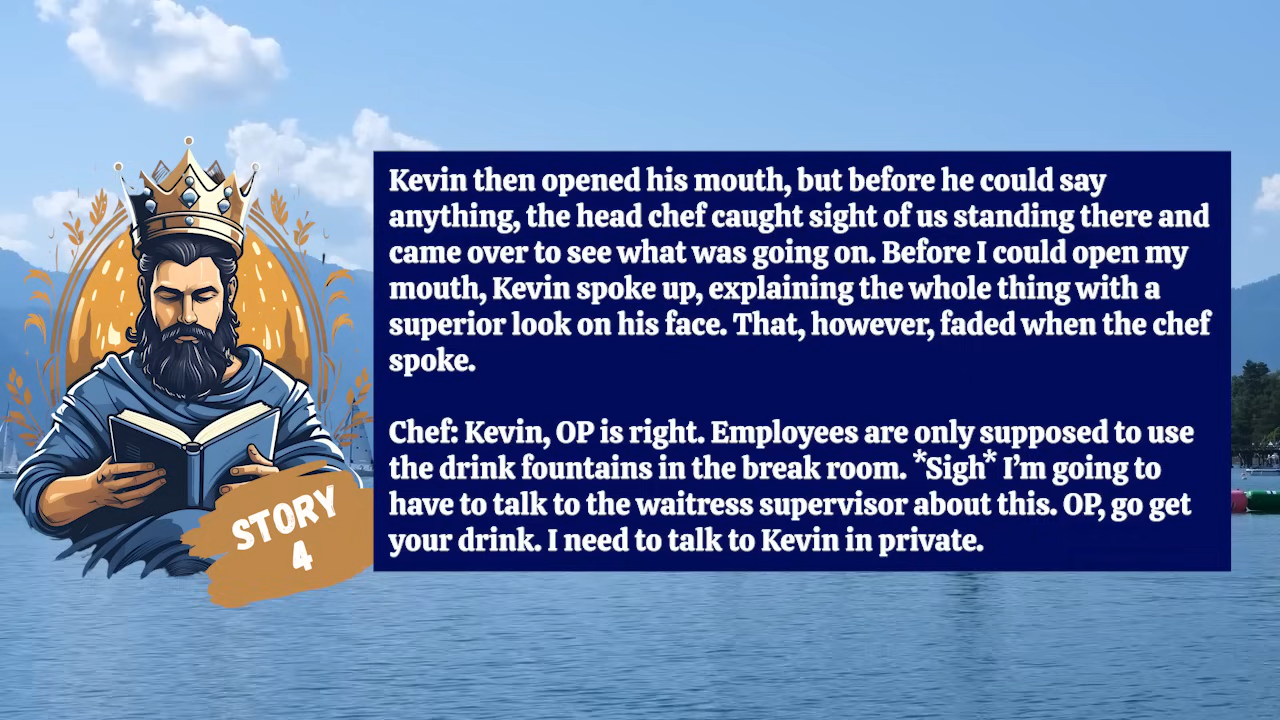 Kevin then opened his mouth, but before he could say
anything, the head chef caught sight of us standing there and
came over to see what was going on. Before I could open my
mouth, Kevin spoke up, explaining the whole thing with a
superior look on his face. That, however, faded when the chef
spoke.
Chef: Kevin, OP is right. Employees are only supposed to use
the drink fountains in the break room. *Sigh* I'm going to
have to talk to the waitress supervisor about this. OP, go get
your drink. I need to talk to Kevin in private.
STORY
4